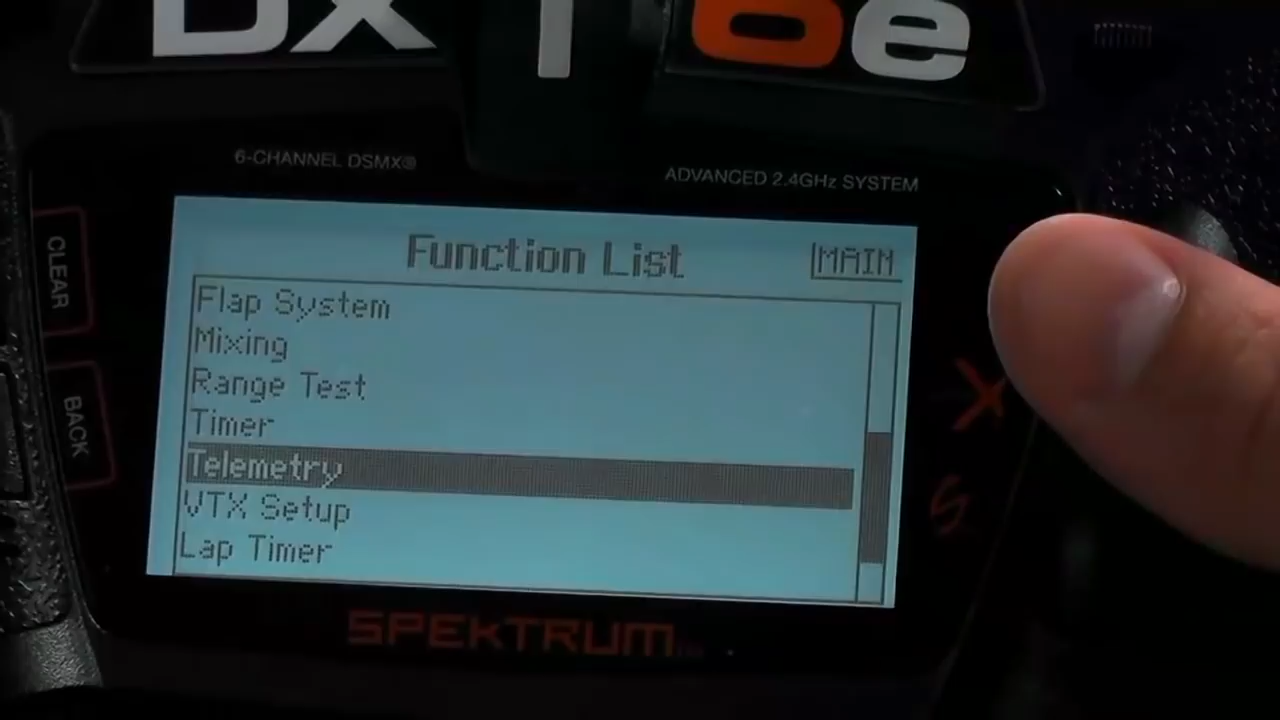 DX 6e
6-CHANNEL DSMX®
ADVANCED 2.4GHz SYSTEM
Function List
MAIN
Flap System
Mixing
Range Test
Timer
Telemetry
VTX Setup
Lap Timer
CLEAR
BACK
SPEKTRUM